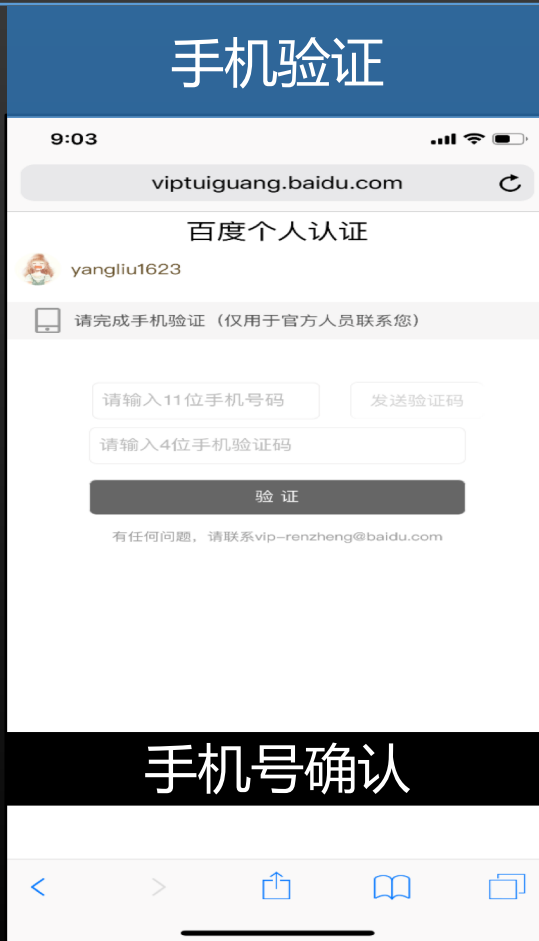 手机验证
9:03
viptuiguang.baidu.com
百度个人认证
yangliu1623
请完成手机验证（仅用于官方人员联系您）
请输入11位手机号码 发送验证码
请输入4位手机验证码
验 证
有任何问题，请联系vip-renzheng@baidu.com
手机号确认